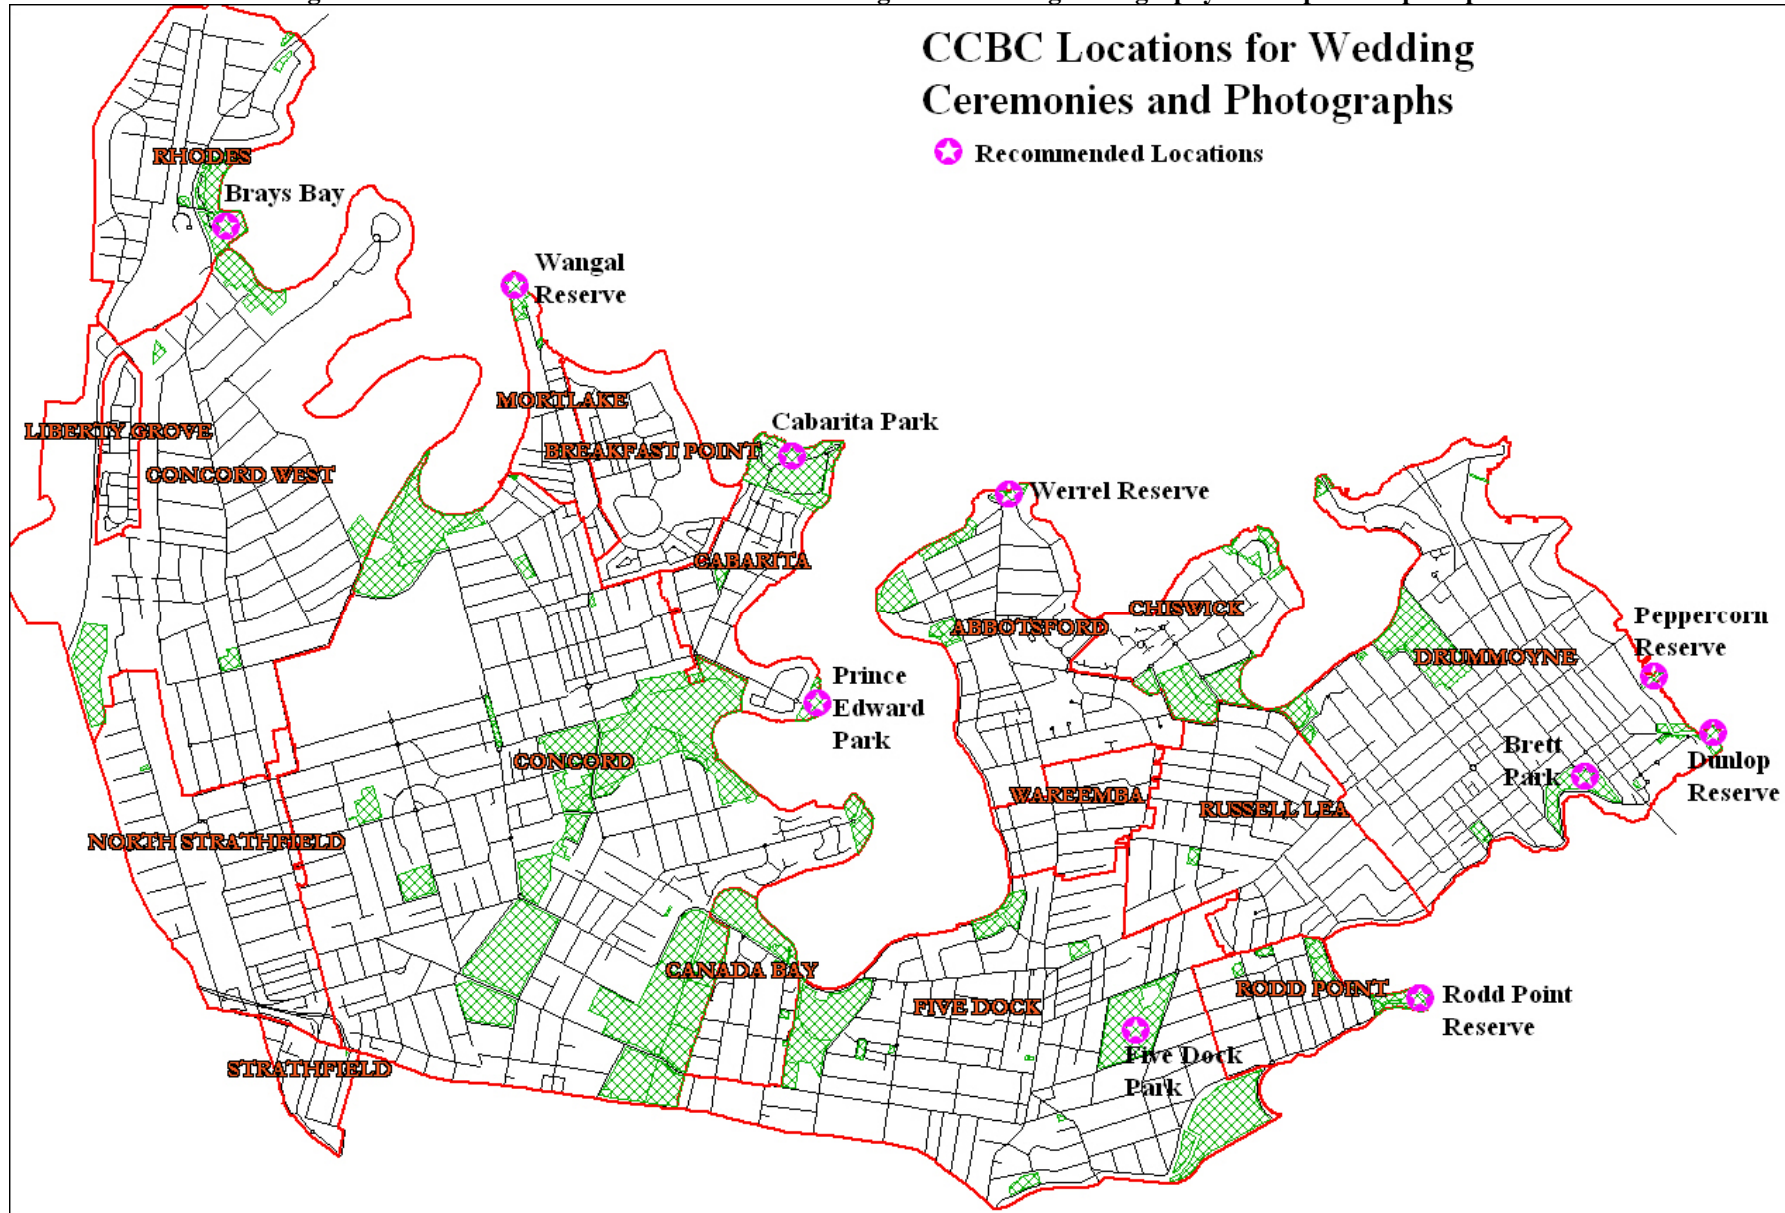 CCBC Locations for Wedding
Ceremonies and Photographs
Recommended Locations
RHODES
Brays Bay
Wangal
Reserve
MORTLAKE
Cabarita Park
LIBERTY GROVE
BREAKFAST POINT
CONCORD WEST
Werrel Reserve
CABARITA
CHISWICK
ABBOTSFORD
Peppercorn
Reserve
DRUMMOYNE
Prince
Edward
Park
Brett
Park
Dunlop
Reserve
CONCORD
WAREEMBA
RUSSELL LEA
NORTH STRATHFIELD
CANADA BAY
FIVE DOCK
RODD POINT
Rodd Point
Reserve
Five Dock
Park
STRATHFIELD